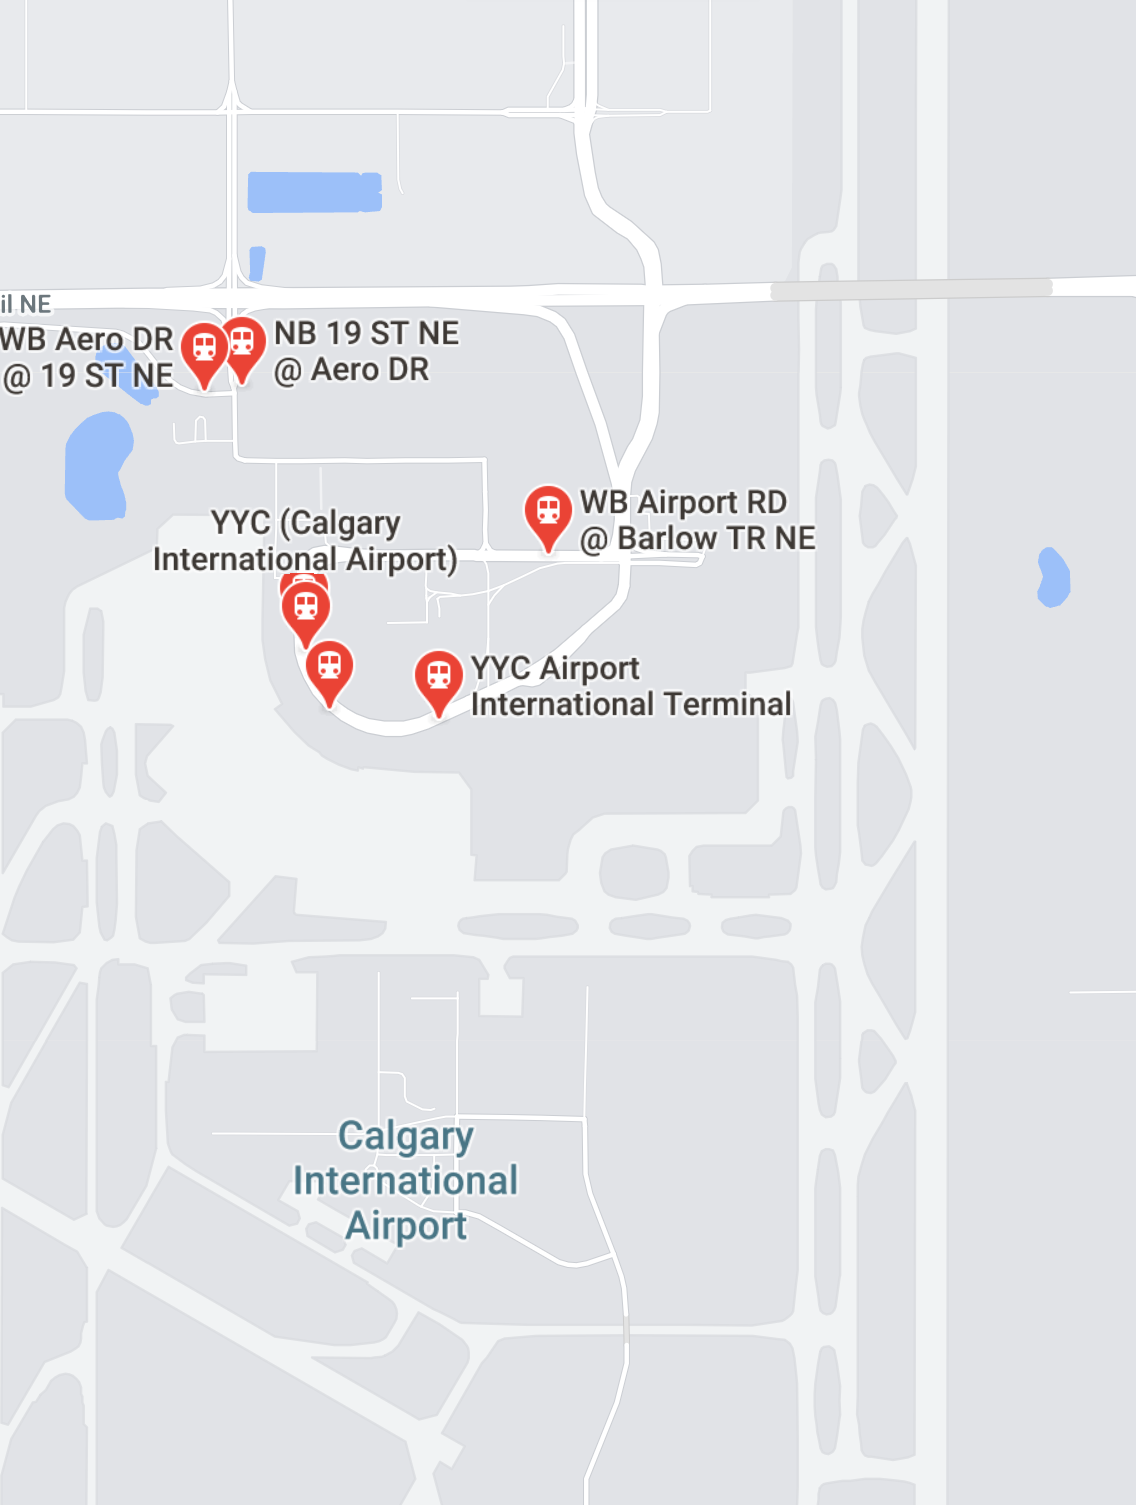 il NE
WB Aero DR
@ 19 ST NE
NB 19 ST NE
@ Aero DR
WB Airport RD
@ Barlow TR NE
YYC (Calgary
International Airport)
YYC Airport
International Terminal
Calgary
International
Airport